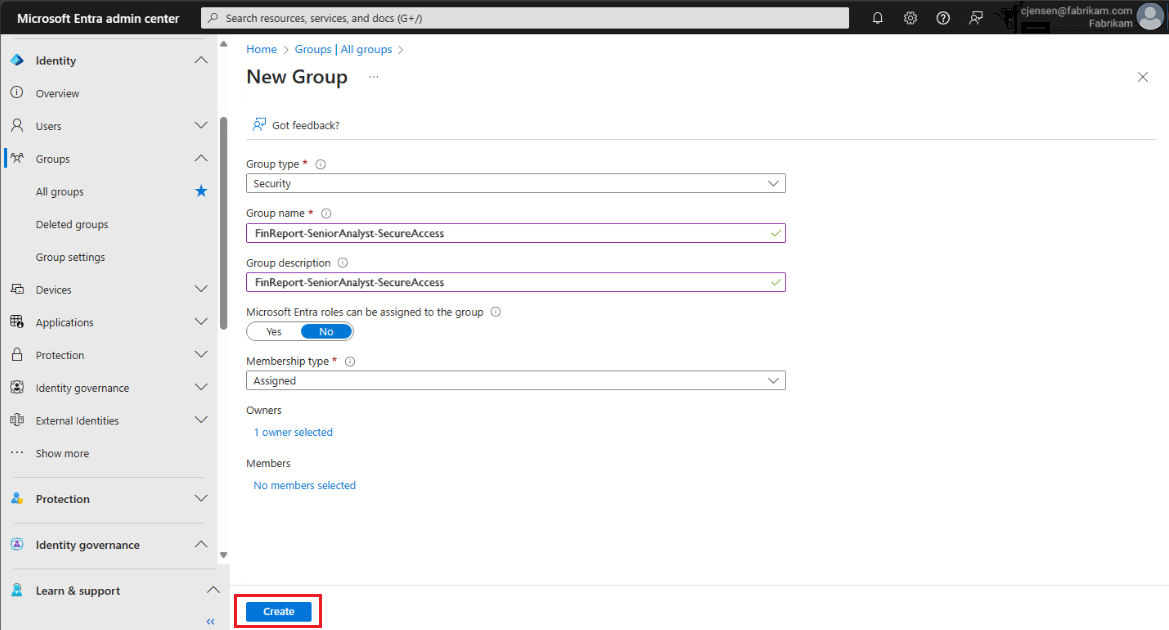 Microsoft Entra admin center
Search resources, services, and docs (G+/)
cjensen@fabrikam.com
Fabrikam
Identity
Overview
Users
Groups
All groups
Deleted groups
Group settings
Devices
Applications
Protection
Identity governance
External Identities
Show more
Protection
Identity governance
Learn & support
Home > Groups | All groups >
New Group
Got feedback?
Group type *
Security
Group name *
FinReport-SeniorAnalyst-SecureAccess
Group description
FinReport-SeniorAnalyst-SecureAccess
Microsoft Entra roles can be assigned to the group
Yes No
Membership type *
Assigned
Owners
1 owner selected
Members
No members selected
Create